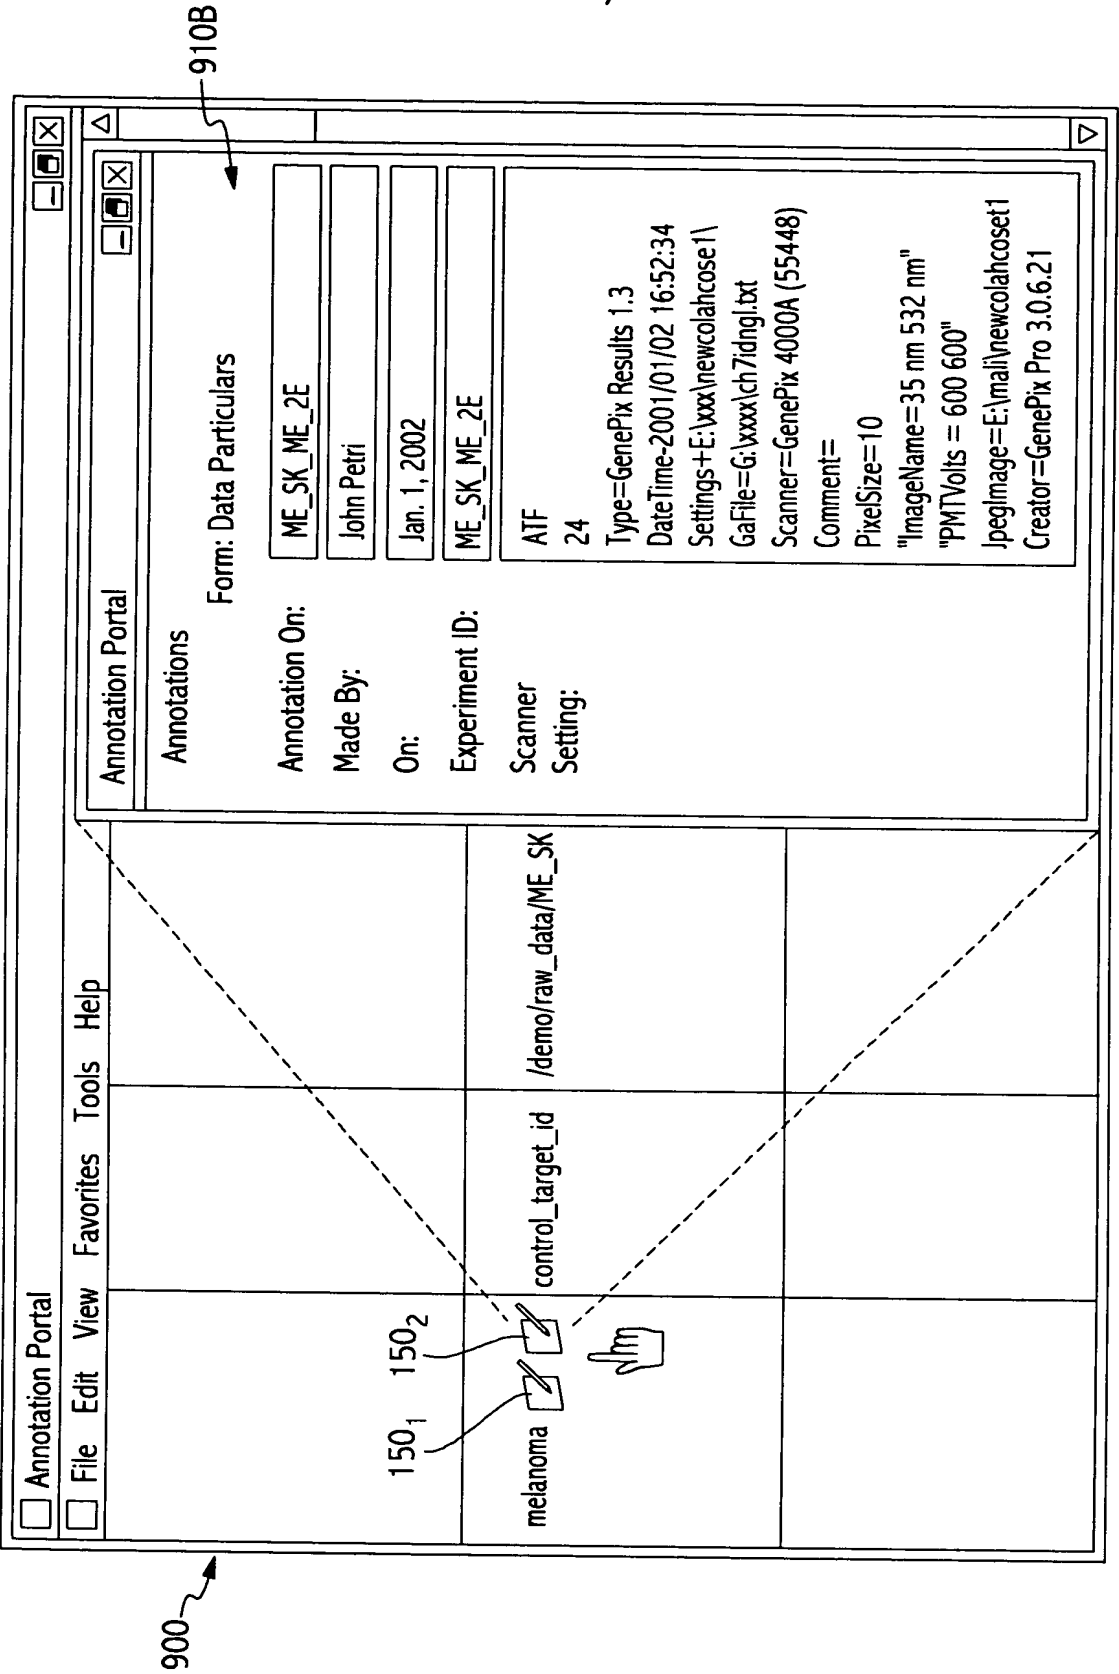 900
910B
Annotation Portal
File Edit View Favorites Tools Help
150₁
150₂
melanoma
control_target_id
/demo/raw_data/ME_SK
Annotation Portal
Annotations
Form: Data Particulars
Annotation On: ME_SK_ME_2E
Made By: John Petri
On: Jan. 1, 2002
Experiment ID: ME_SK_ME_2E
Scanner
Setting:
ATF
24
Type=GenePix Results 1.3
DateTime-2001/01/02 16:52:34
Settings+E:\xxx\newcolahcose1\
GaFile=G:\xxxx\ch7idngl.txt
Scanner=GenePix 4000A (55448)
Comment=
PixelSize=10
"ImageName=35 nm 532 nm"
"PMTVolts = 600 600"
JpegImage=E:\mali\newcolahcoset1
Creator=GenePix Pro 3.0.6.21